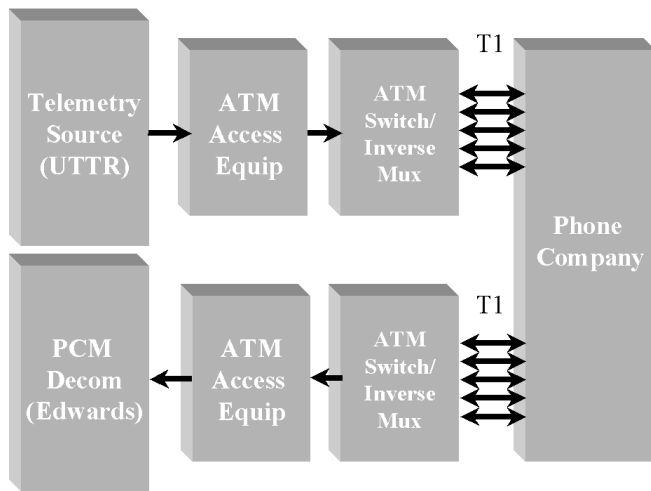 Telemetry
Source
(UTTR)
ATM
Access
Equip
ATM
Switch/
Inverse
Mux
T1
Phone
Company
PCM
Decom
(Edwards)
ATM
Access
Equip
ATM
Switch/
Inverse
Mux
T1